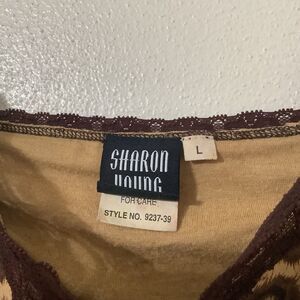 SHARON
YOUNG
L
FOR CARE
STYLE NO. 9237-39